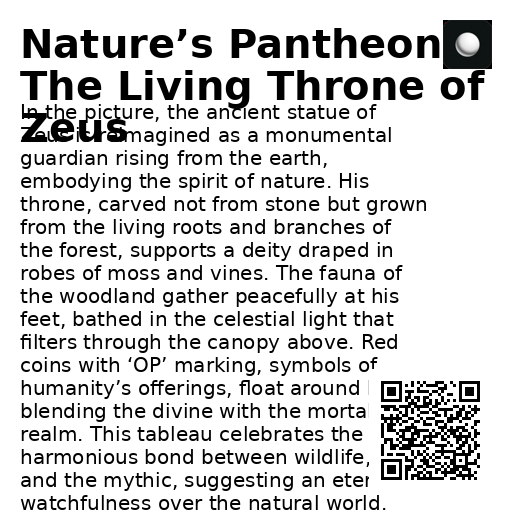 Nature’s Pantheon
The Living Throne of
Zeus
In the picture, the ancient statue of
Zeus is reimagined as a monumental
guardian rising from the earth,
embodying the spirit of nature. His
throne, carved not from stone but grown
from the living roots and branches of
the forest, supports a deity draped in
robes of moss and vines. The fauna of
the woodland gather peacefully at his
feet, bathed in the celestial light that
filters through the canopy above. Red
coins with ‘OP’ marking, symbols of
humanity’s offerings, float around
blending the divine with the mortal
realm. This tableau celebrates the
harmonious bond between wildlife,
and the mythic, suggesting an
watchfulness over the natural world.